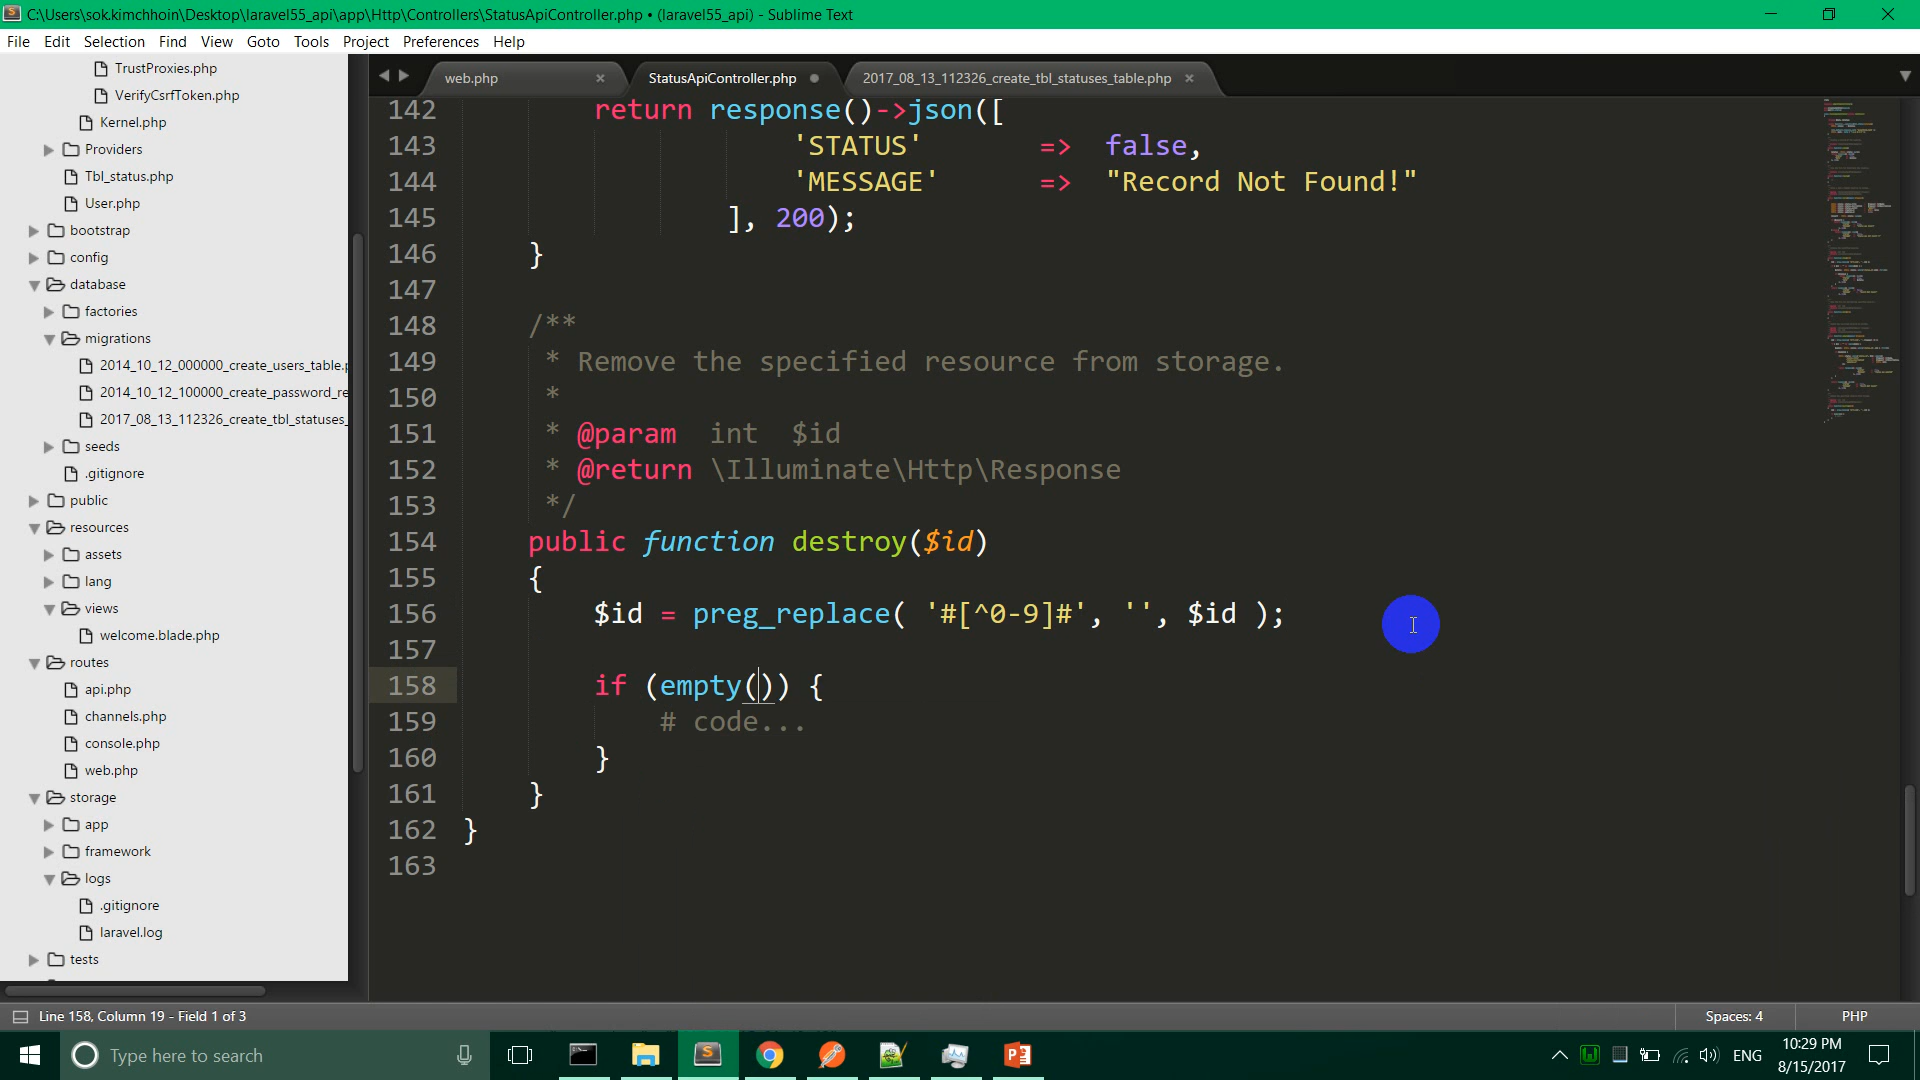 C:\Users\sok.kimchhoin\Desktop\laravel55_api\app\Http\Controllers\StatusApiController.php • (laravel55_api) - Sublime Text
File Edit Selection Find View Goto Tools Project Preferences Help
TrustProxies.php
VerifyCsrfToken.php
Kernel.php
Providers
Tbl_status.php
User.php
bootstrap
config
database
factories
migrations
2014_10_12_000000_create_users_table.p
2014_10_12_100000_create_password_re
2017_08_13_112326_create_tbl_statuses_
seeds
.gitignore
public
resources
assets
lang
views
welcome.blade.php
routes
api.php
channels.php
console.php
web.php
storage
app
framework
logs
.gitignore
laravel.log
tests
web.php × StatusApiController.php 2017_08_13_112326_create_tbl_statuses_table.php ×
142 return response()->json([
143 'STATUS' => false,
144 'MESSAGE' => "Record Not Found!"
145 ], 200);
146 }
147
148 /**
149 * Remove the specified resource from storage.
150 *
151 * @param int $id
152 * @return \Illuminate\Http\Response
153 */
154 public function destroy($id)
155 {
156 $id = preg_replace( '#[^0-9]#', '', $id );
157
158 if (empty()) {
159 # code...
160 }
161 }
162 }
163
Line 158, Column 19 - Field 1 of 3
Spaces: 4 PHP
Type here to search
ENG
10:29 PM
8/15/2017